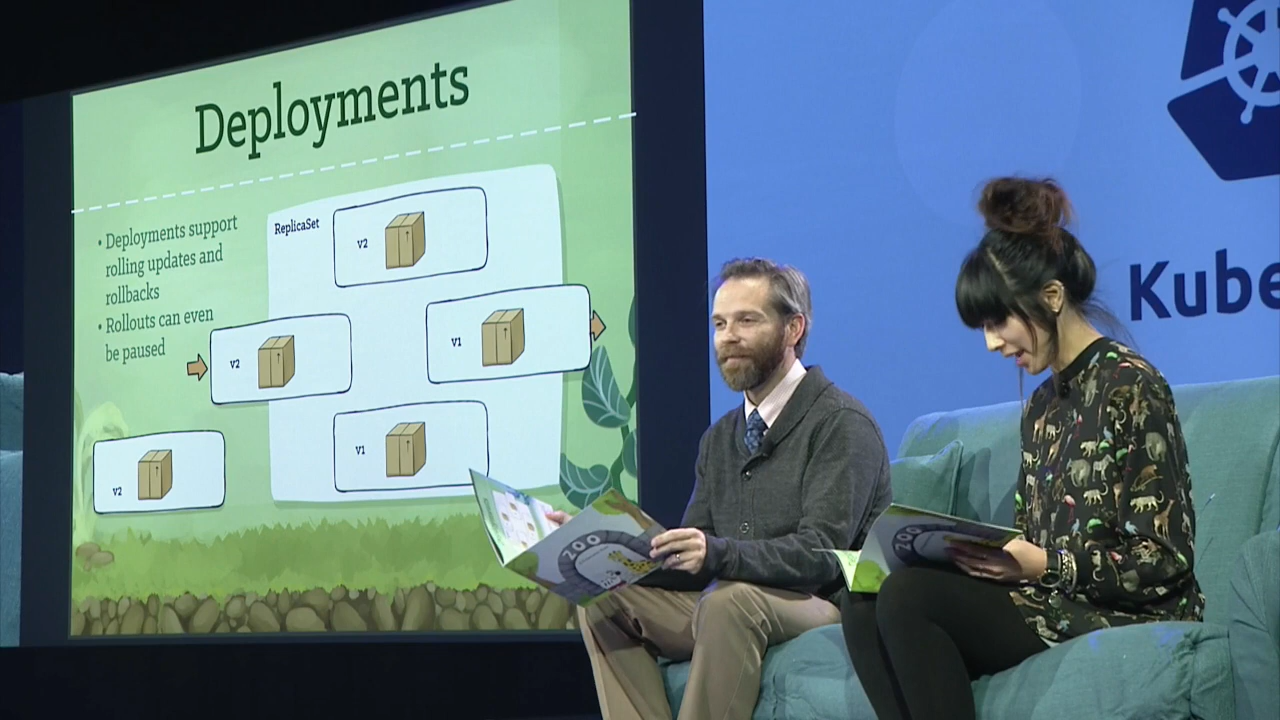 Deployments
• Deployments support
rolling updates and
rollbacks
• Rollouts can even
be paused
ReplicaSet
v2
v2
v1
v1
v2
Kube
ZOO
ZOO